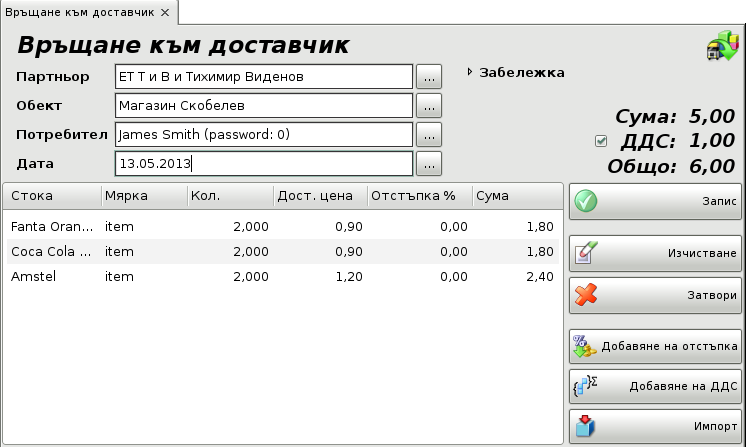 Връщане към доставчик
Връщане към доставчик
Партньор ЕТ Т и В и Тихимир Виденов ...
Забележка
Обект Магазин Скобелев ...
Потребител James Smith (password: 0) ...
Дата 13.05.2013 ...
Сума: 5,00
ДДС: 1,00
Общо: 6,00
Стока Мярка Кол. Дост. цена Отстъпка % Сума
Fanta Oran... item 2,000 0,90 0,00 1,80
Coca Cola ... item 2,000 0,90 0,00 1,80
Amstel item 2,000 1,20 0,00 2,40
Запис
Изчистване
Затвори
Добавяне на отстъпка
Добавяне на ДДС
Импорт